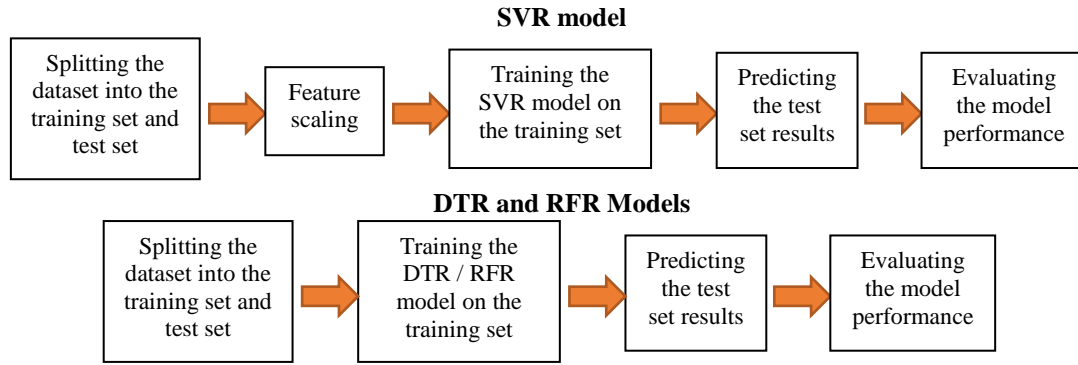 SVR model
Splitting the
dataset into the
training set and
test set
Feature
scaling
Training the
SVR model on
the training set
Predicting
the test
set results
Evaluating
the model
performance
DTR and RFR Models
Splitting the
dataset into the
training set and
test set
Training the
DTR / RFR
model on the
training set
Predicting
the test
set results
Evaluating
the model
performance